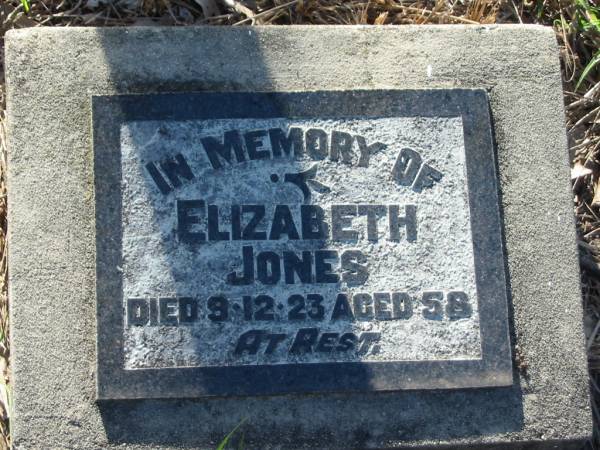 IN MEMORY OF
ELIZABETH
JONES
DIED 9·12·23 AGED 58
AT REST.